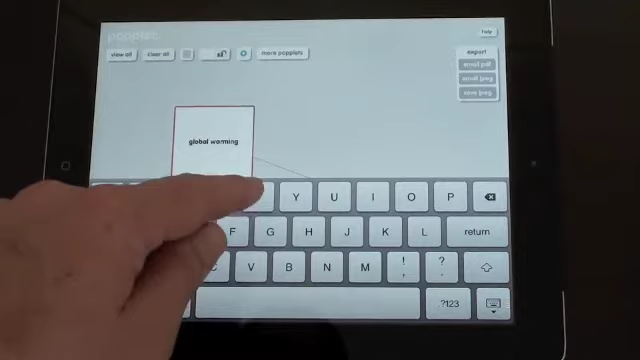 popplet
help
view all
clear all
more popplets
export
email pdf
email jpeg
save jpeg
global warming
Y U I O P
F G H J K L return
C V B N M ! , ? .
.?123